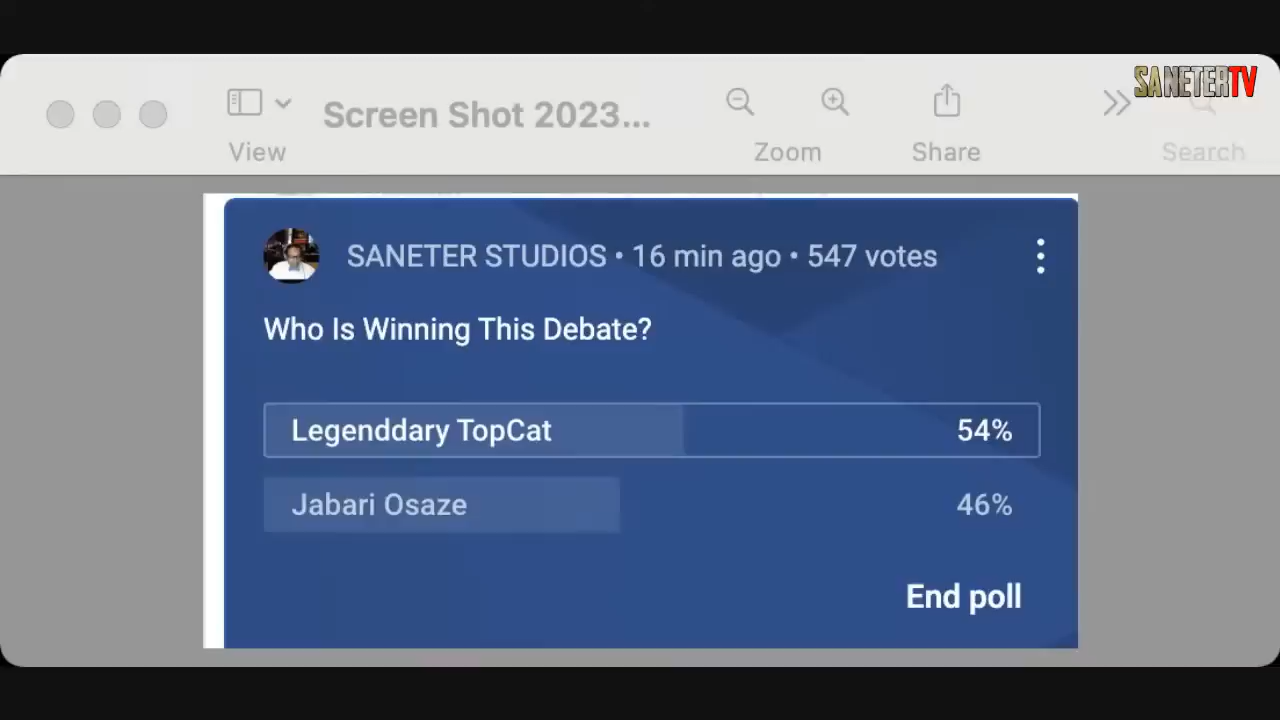 SANETERTV
Screen Shot 2023...
View
Zoom
Share
Search
SANETER STUDIOS • 16 min ago • 547 votes
Who Is Winning This Debate?
Legenddary TopCat 54%
Jabari Osaze 46%
End poll